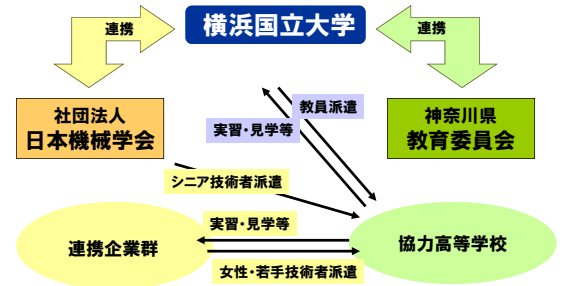 連携
横浜国立大学
連携
社団法人
日本機械学会
教員派遣
実習・見学等
神奈川県
教育委員会
シニア技術者派遣
実習・見学等
連携企業群
協力高等学校
女性・若手技術者派遣